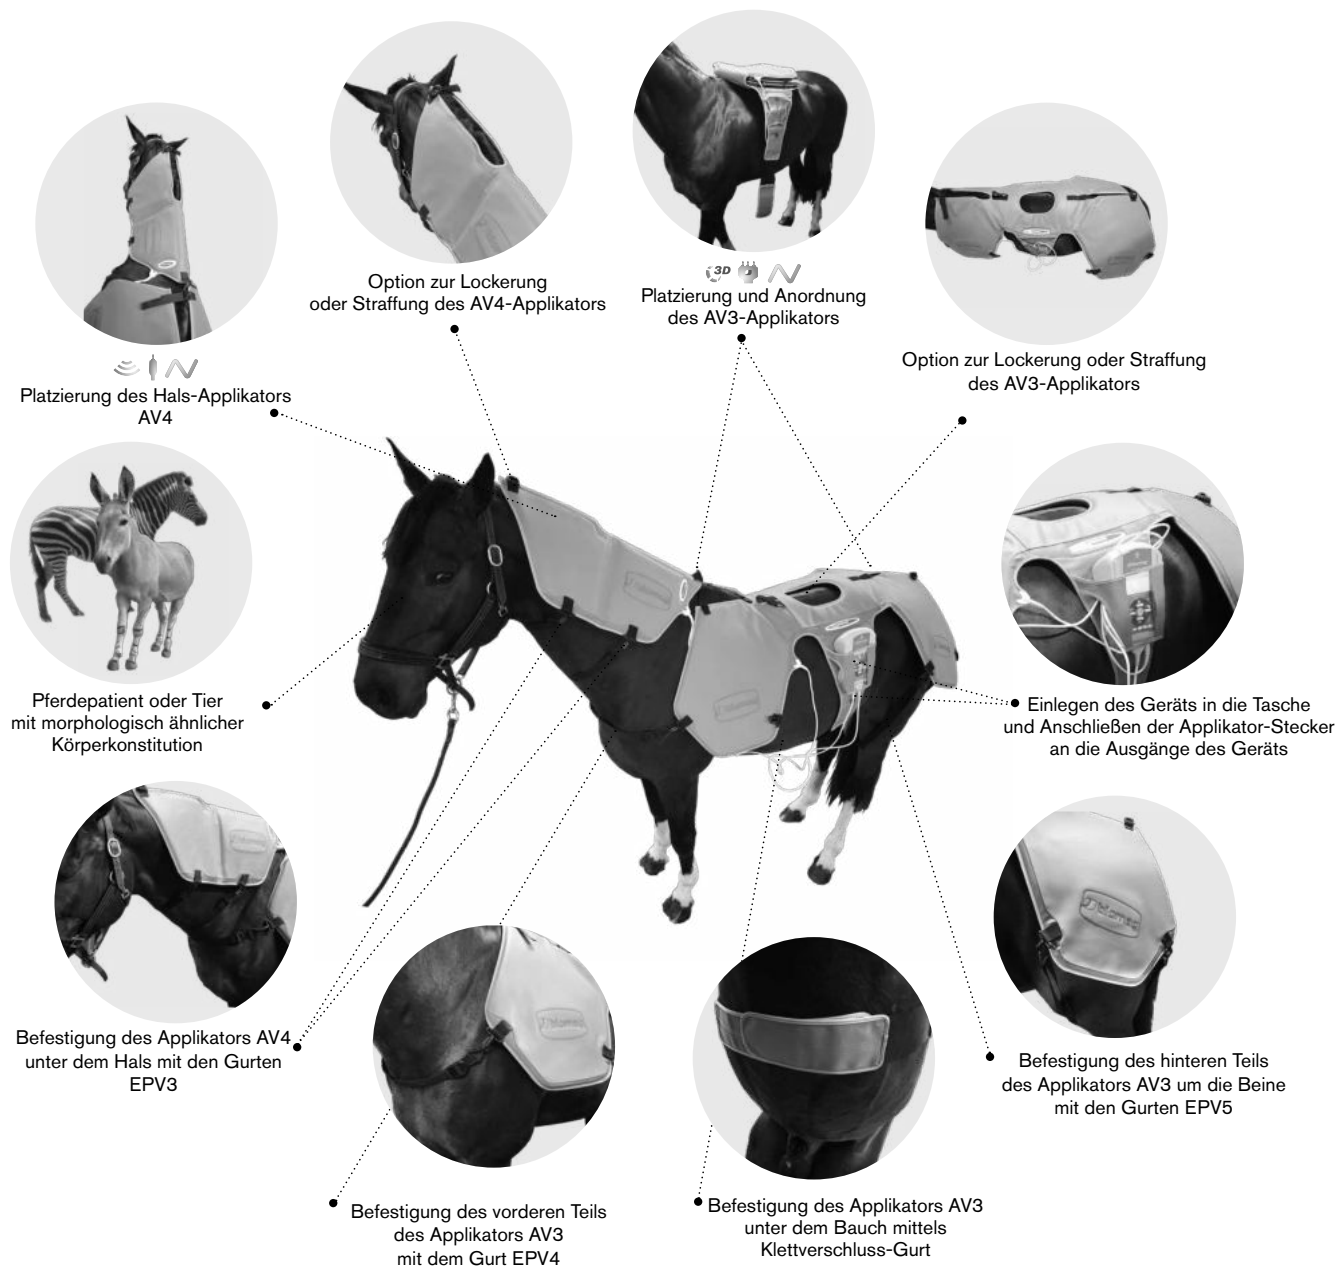 Option zur Lockerung
oder Straffung des AV4-Applikators
3D
Platzierung und Anordnung
des AV3-Applikators
Option zur Lockerung oder Straffung
des AV3-Applikators
Platzierung des Hals-Applikators
AV4
Pferdepatient oder Tier
mit morphologisch ähnlicher
Körperkonstitution
Einlegen des Geräts in die Tasche
und Anschließen der Applikator-Stecker
an die Ausgänge des Geräts
Befestigung des Applikators AV4
unter dem Hals mit den Gurten
EPV3
Befestigung des hinteren Teils
des Applikators AV3 um die Beine
mit den Gurten EPV5
Befestigung des vorderen Teils
des Applikators AV3
mit dem Gurt EPV4
Befestigung des Applikators AV3
unter dem Bauch mittels
Klettverschluss-Gurt